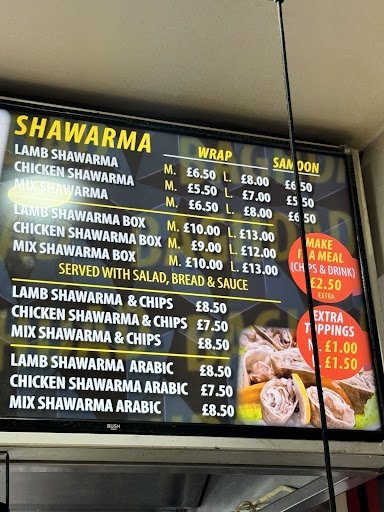 SHAWARMA
WRAP SAMOON
LAMB SHAWARMA M. £6.50 L. £8.00 £6.50
CHICKEN SHAWARMA M. £5.50 L. £7.00 £5.50
MIX SHAWARMA M. £6.50 L. £8.00 £6.50
LAMB SHAWARMA BOX M. £10.00 L. £13.00
CHICKEN SHAWARMA BOX M. £9.00 L. £12.00
MIX SHAWARMA BOX M. £10.00 L. £13.00
SERVED WITH SALAD, BREAD & SAUCE
MAKE
IT A MEAL
(CHIPS & DRINK)
£2.50
EXTRA
LAMB SHAWARMA & CHIPS £8.50
CHICKEN SHAWARMA & CHIPS £7.50
MIX SHAWARMA & CHIPS £8.50
EXTRA
TOPPINGS
£1.00
£1.50
LAMB SHAWARMA ARABIC £8.50
CHICKEN SHAWARMA ARABIC £7.50
MIX SHAWARMA ARABIC £8.50
BUSH